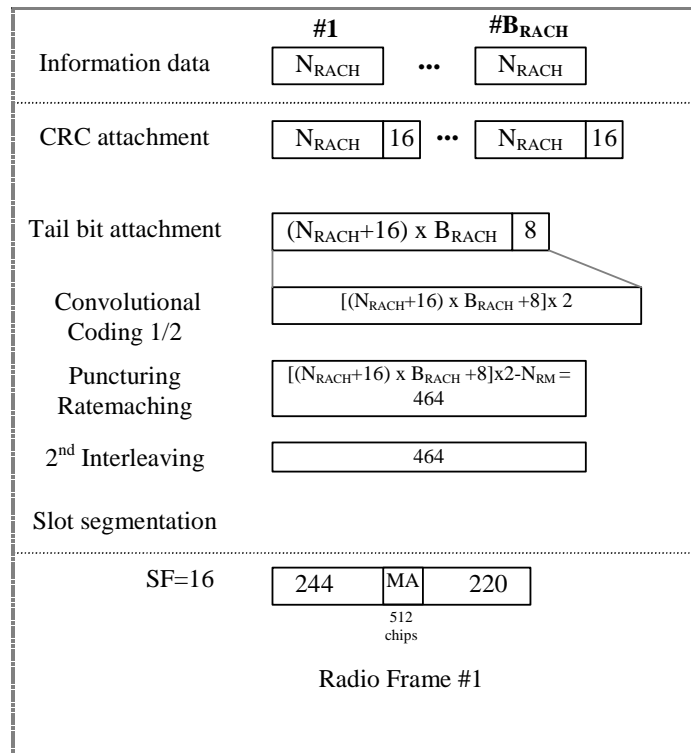 #1 #B_RACH
Information data N_RACH ... N_RACH
CRC attachment N_RACH 16 ... N_RACH 16
Tail bit attachment (N_RACH+16) x B_RACH 8
Convolutional
Coding 1/2
[(N_RACH+16) x B_RACH +8]x 2
Puncturing
Ratemaching
[(N_RACH+16) x B_RACH +8]x2-N_RM =
464
2nd Interleaving 464
Slot segmentation
SF=16 244 MA 220
512
chips
Radio Frame #1